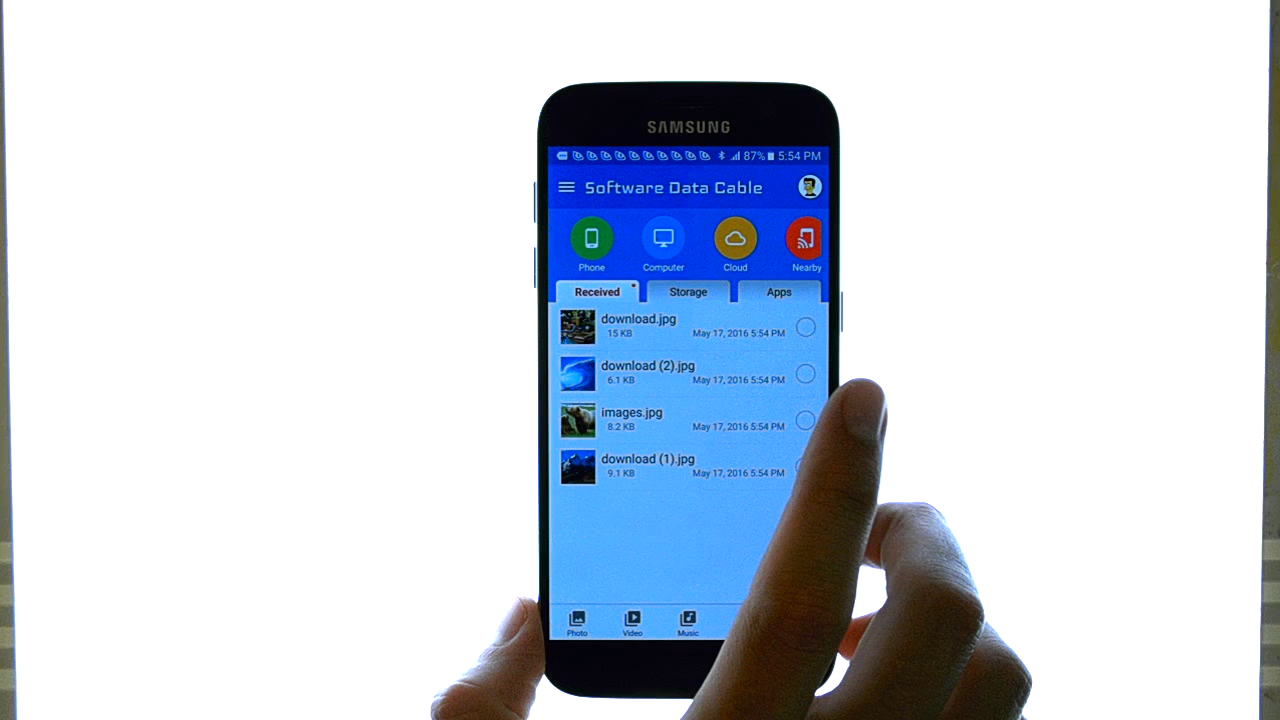 SAMSUNG
87% 5:54 PM
Software Data Cable
Phone Computer Cloud Nearby
Received Storage Apps
download.jpg
15 KB May 17, 2016 5:54 PM
download (2).jpg
6.1 KB May 17, 2016 5:54 PM
images.jpg
8.2 KB May 17, 2016 5:54 PM
download (1).jpg
9.1 KB May 17, 2016 5:54 PM
Photo Video Music